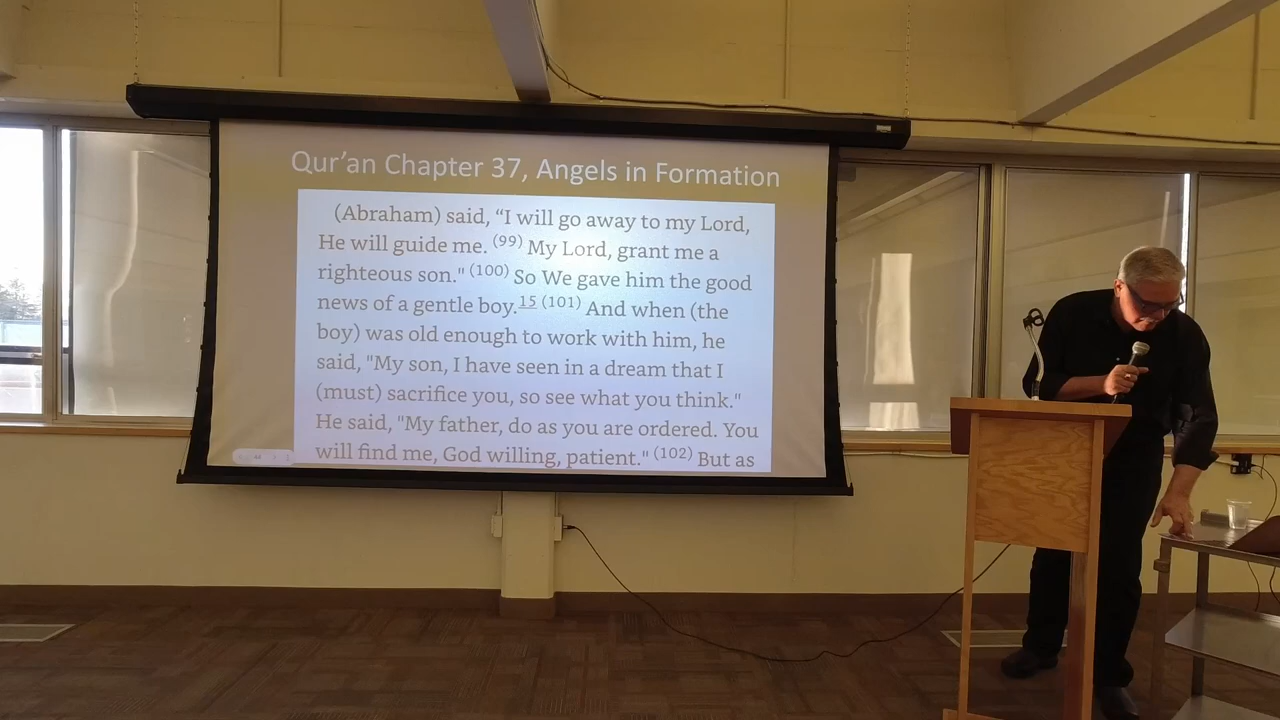 Qur'an Chapter 37, Angels in Formation
(Abraham) said, “I will go away to my Lord,
He will guide me. (99) My Lord, grant me a
righteous son." (100) So We gave him the good
news of a gentle boy.15 (101) And when (the
boy) was old enough to work with him, he
said, "My son, I have seen in a dream that I
(must) sacrifice you, so see what you think."
He said, "My father, do as you are ordered. You
will find me, God willing, patient." (102) But as